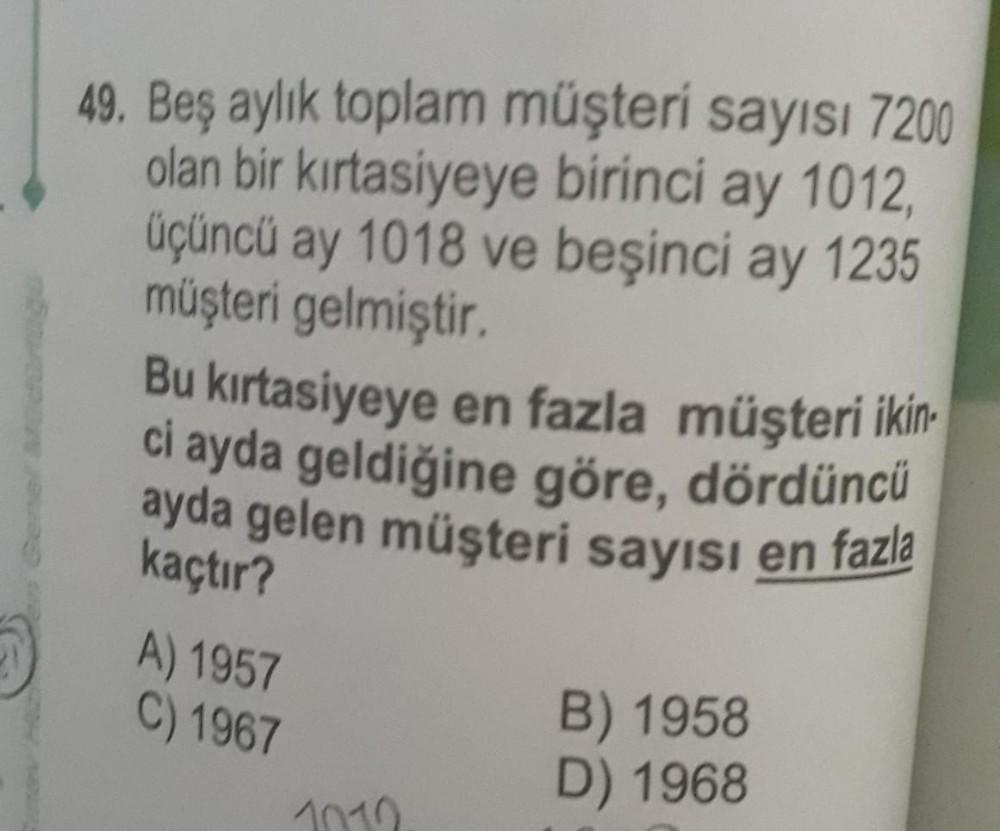 49. Beş aylık toplam müşteri sayısı 7200
olan bir kırtasiyeye birinci ay 1012,
üçüncü ay 1018 ve beşinci ay 1235
müşteri gelmiştir.
Bu kırtasiyeye en fazla müşteri ikin-
ci ayda geldiğine göre, dördüncü
ayda gelen müşteri sayısı en fazla
kaçtır?
A) 1957
B) 1958
C) 1967
D) 1968